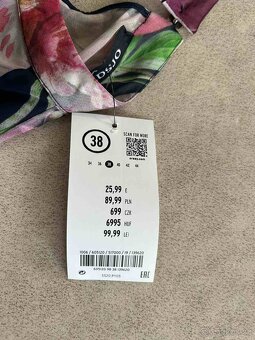 orsay
38
SCAN FOR MORE
34 36 38 40 42 44
25,99 €
89,99 PLN
699 CZK
6995 HUF
99,99 LEI
EAC